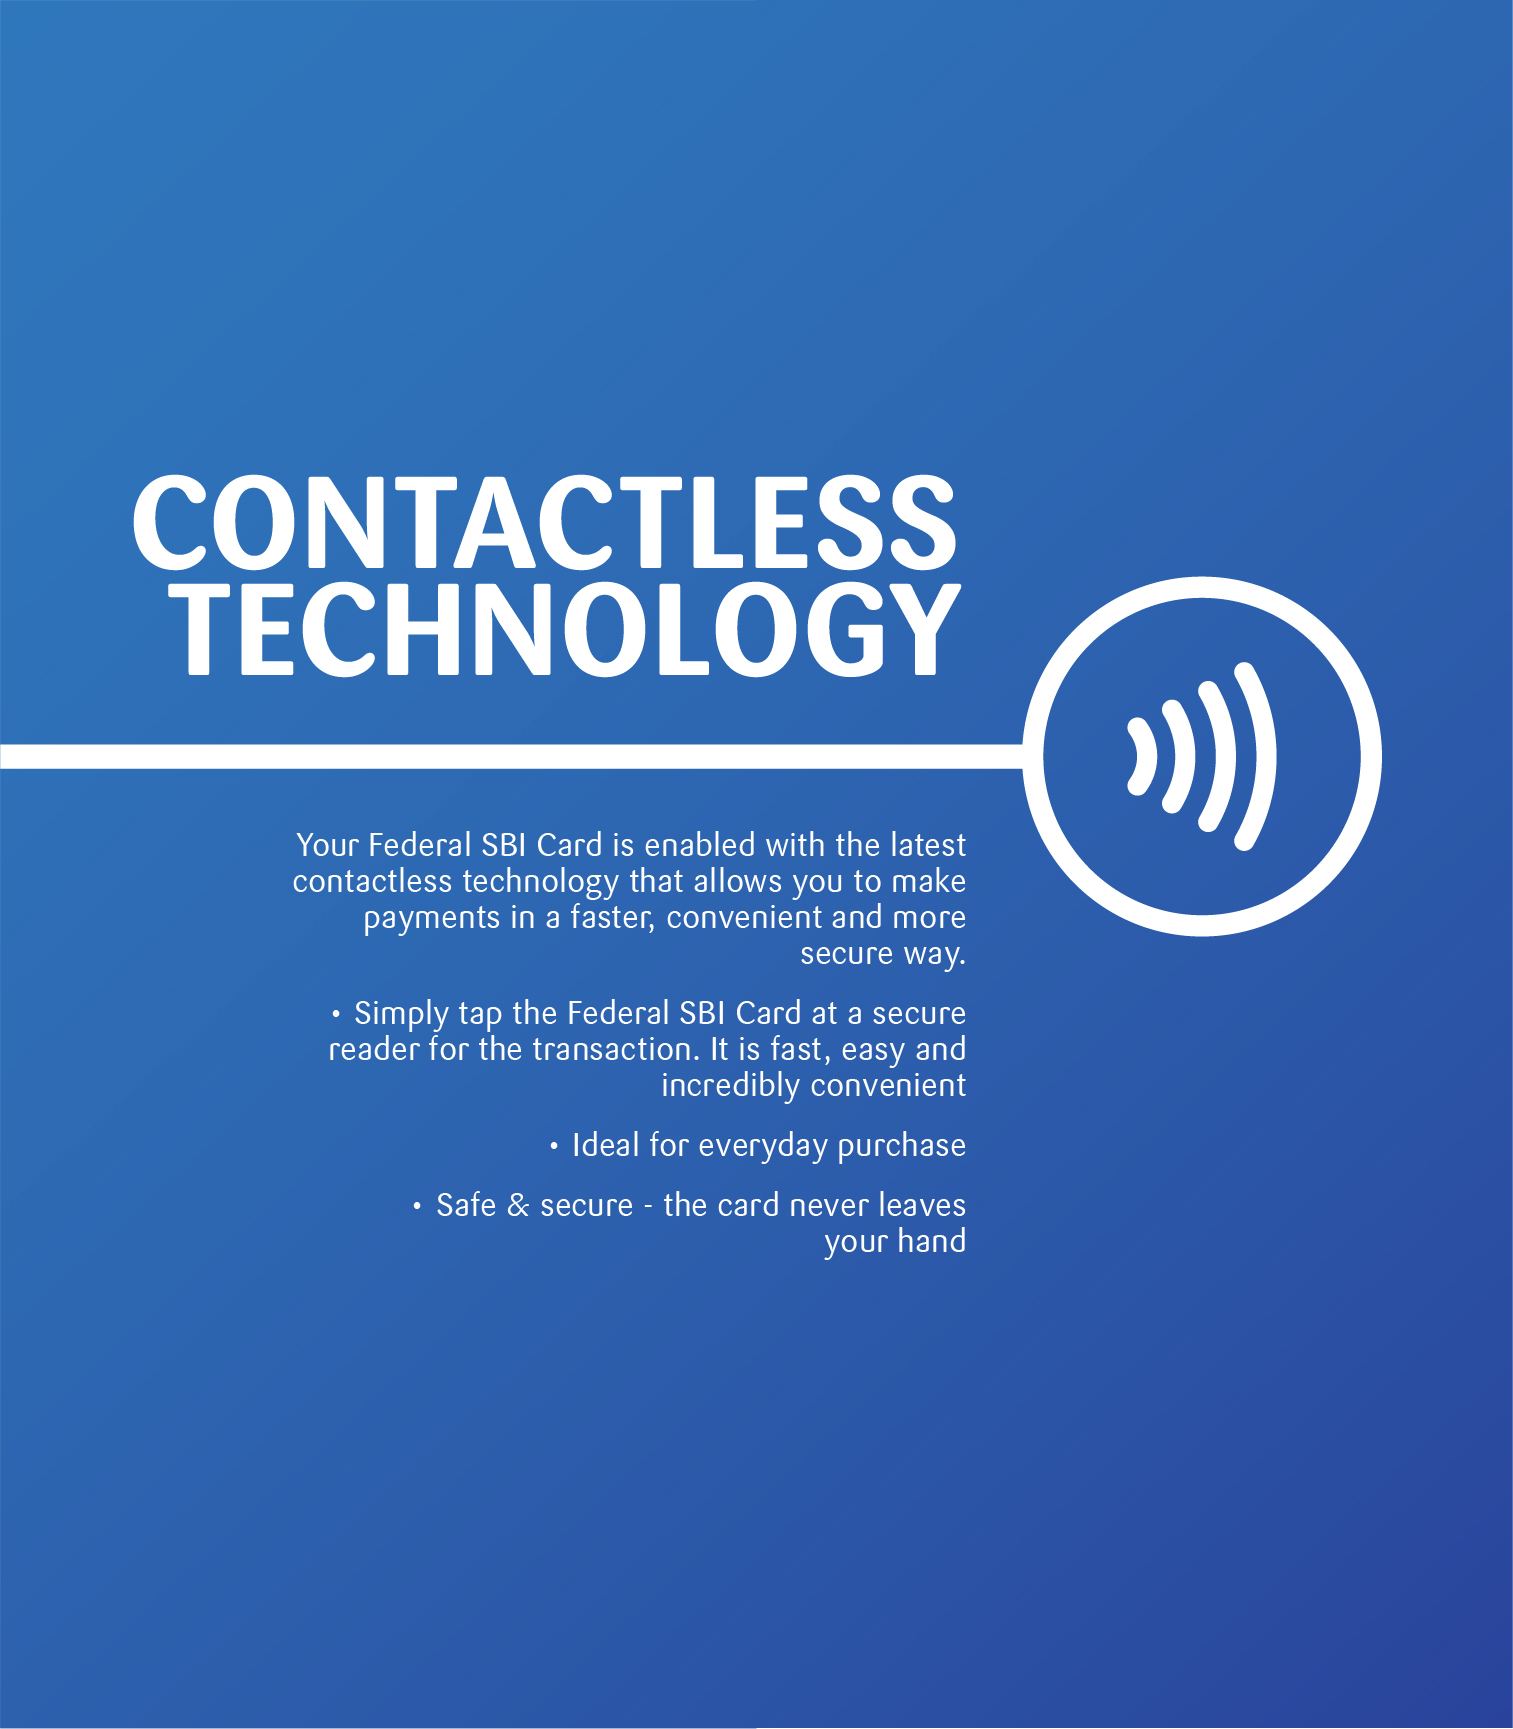 CONTACTLESS
TECHNOLOGY
Your Federal SBI Card is enabled with the latest
contactless technology that allows you to make
payments in a faster, convenient and more
secure way.
• Simply tap the Federal SBI Card at a secure
reader for the transaction. It is fast, easy and
incredibly convenient
• Ideal for everyday purchase
• Safe & secure - the card never leaves
your hand